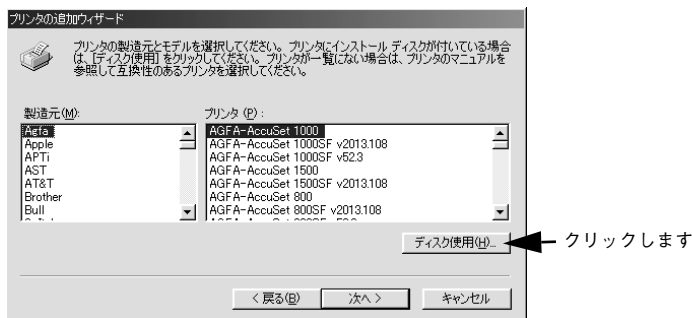 プリンタの追加ウィザード
プリンタの製造元とモデルを選択してください。プリンタにインストール ディスクが付いている場合
は、[ディスク使用] をクリックしてください。プリンタが一覧にない場合は、プリンタのマニュアルを
参照して互換性のあるプリンタを選択してください。
製造元(M):
Agfa
Apple
APTi
AST
AT&T
Brother
Bull
プリンタ (P) :
AGFA-AccuSet 1000
AGFA-AccuSet 1000SF v2013.108
AGFA-AccuSet 1000SF v52.3
AGFA-AccuSet 1500
AGFA-AccuSet 1500SF v2013.108
AGFA-AccuSet 800
AGFA-AccuSet 800SF v2013.108
ディスク使用(H)...
クリックします
< 戻る(B)
次へ >
キャンセル